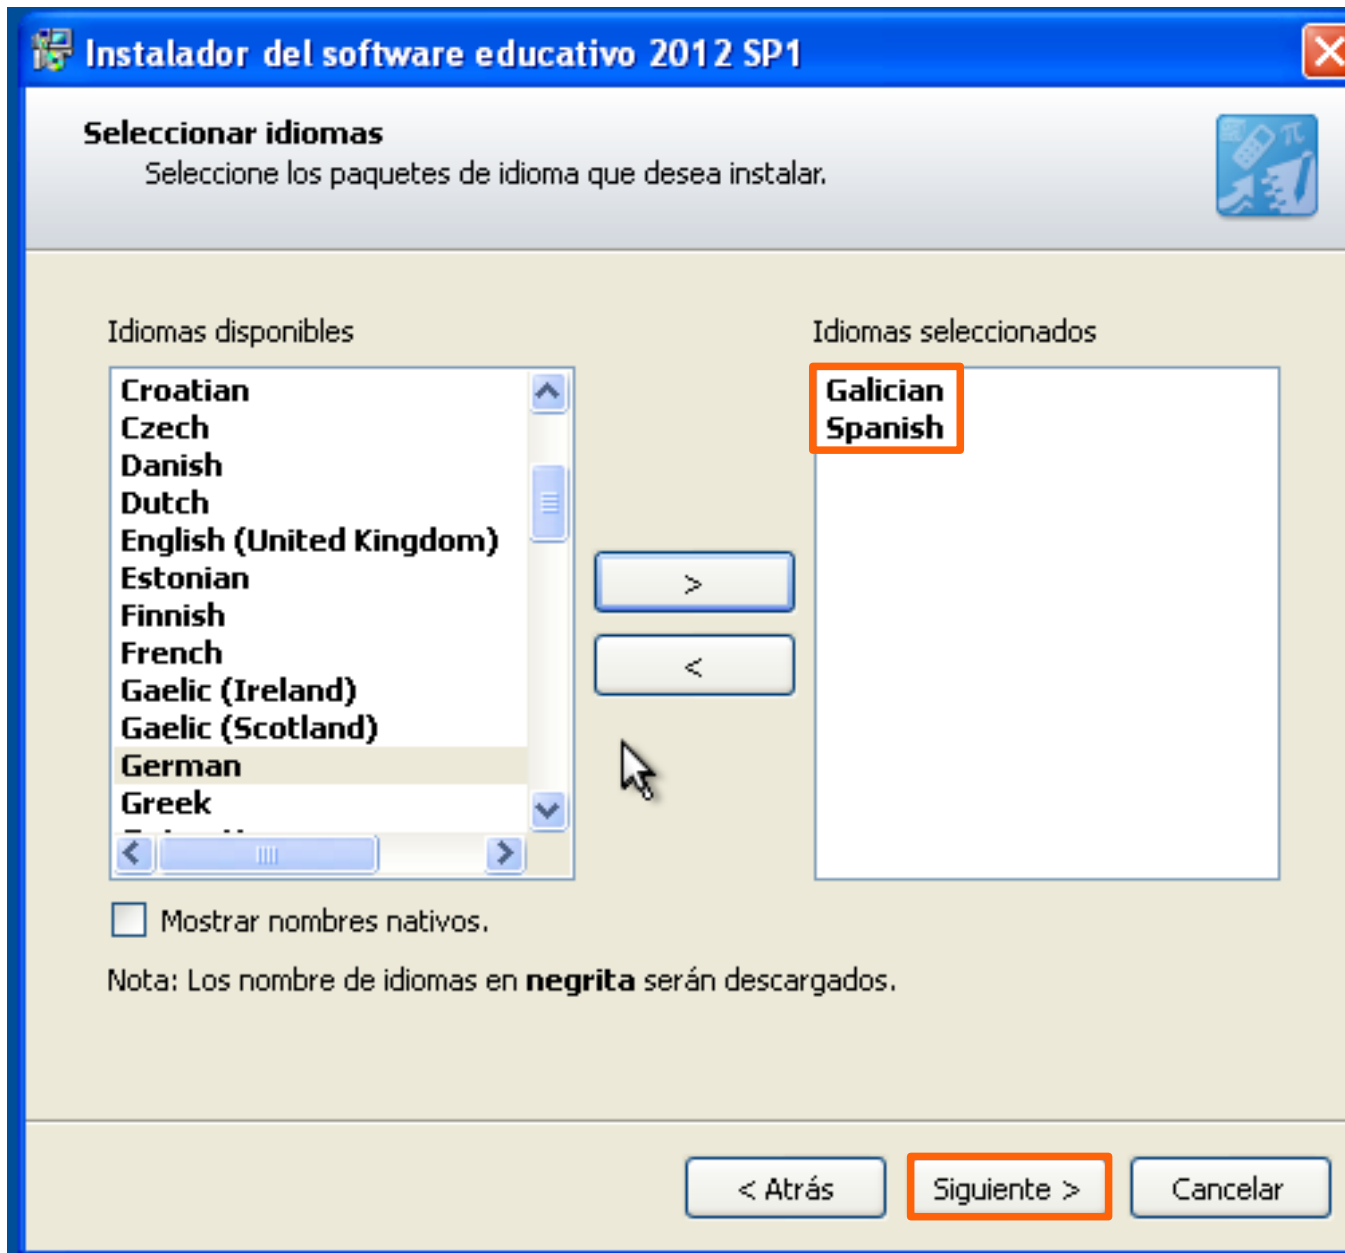 Instalador del software educativo 2012 SP1
Seleccionar idiomas
Seleccione los paquetes de idioma que desea instalar.
Idiomas disponibles
Croatian
Czech
Danish
Dutch
English (United Kingdom)
Estonian
Finnish
French
Gaelic (Ireland)
Gaelic (Scotland)
German
Greek
>
<
Idiomas seleccionados
Galician
Spanish
Mostrar nombres nativos.
Nota: Los nombre de idiomas en negrita serán descargados.
< Atrás
Siguiente >
Cancelar